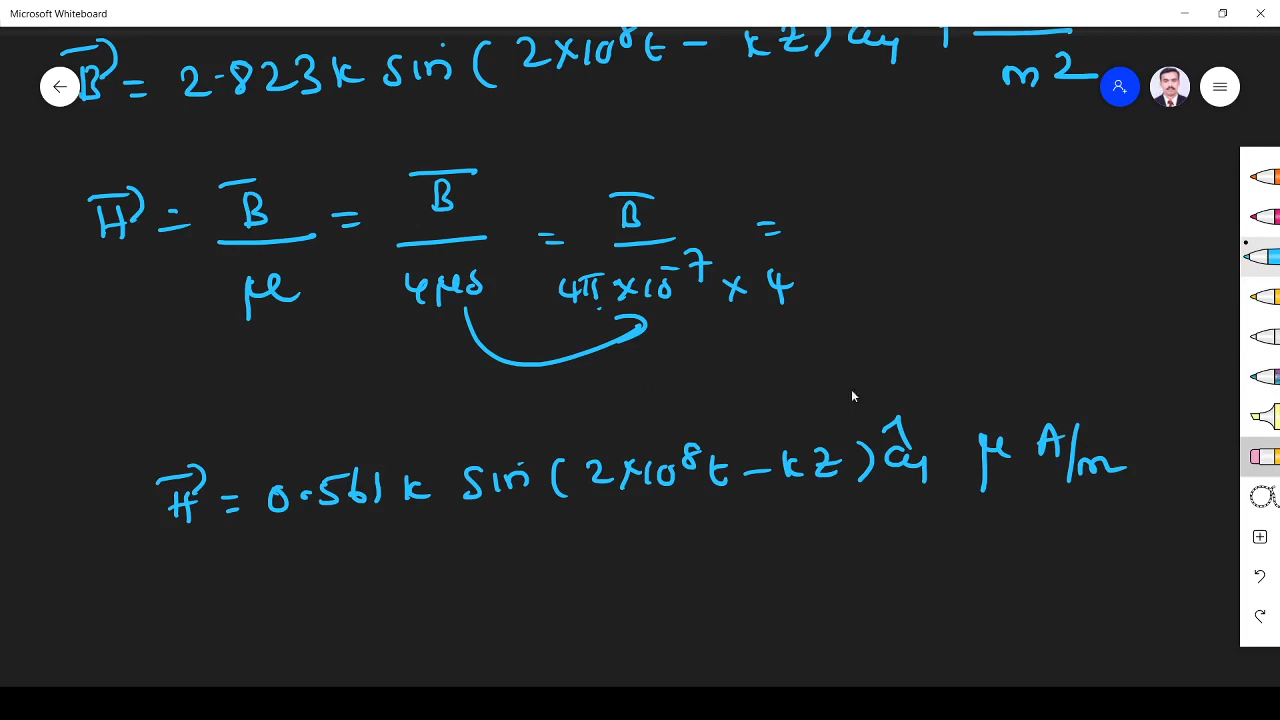 Microsoft Whiteboard
B⃗ = 2.823 k sin ( 2×10⁸t − kz) ay
m²
H⃗ = B̅/μ = B̅/4μ0 = B̅/4π×10⁻⁷ × 4 =
H⃗ = 0.561 k sin ( 2×10⁸t − kz) ây μ A/m